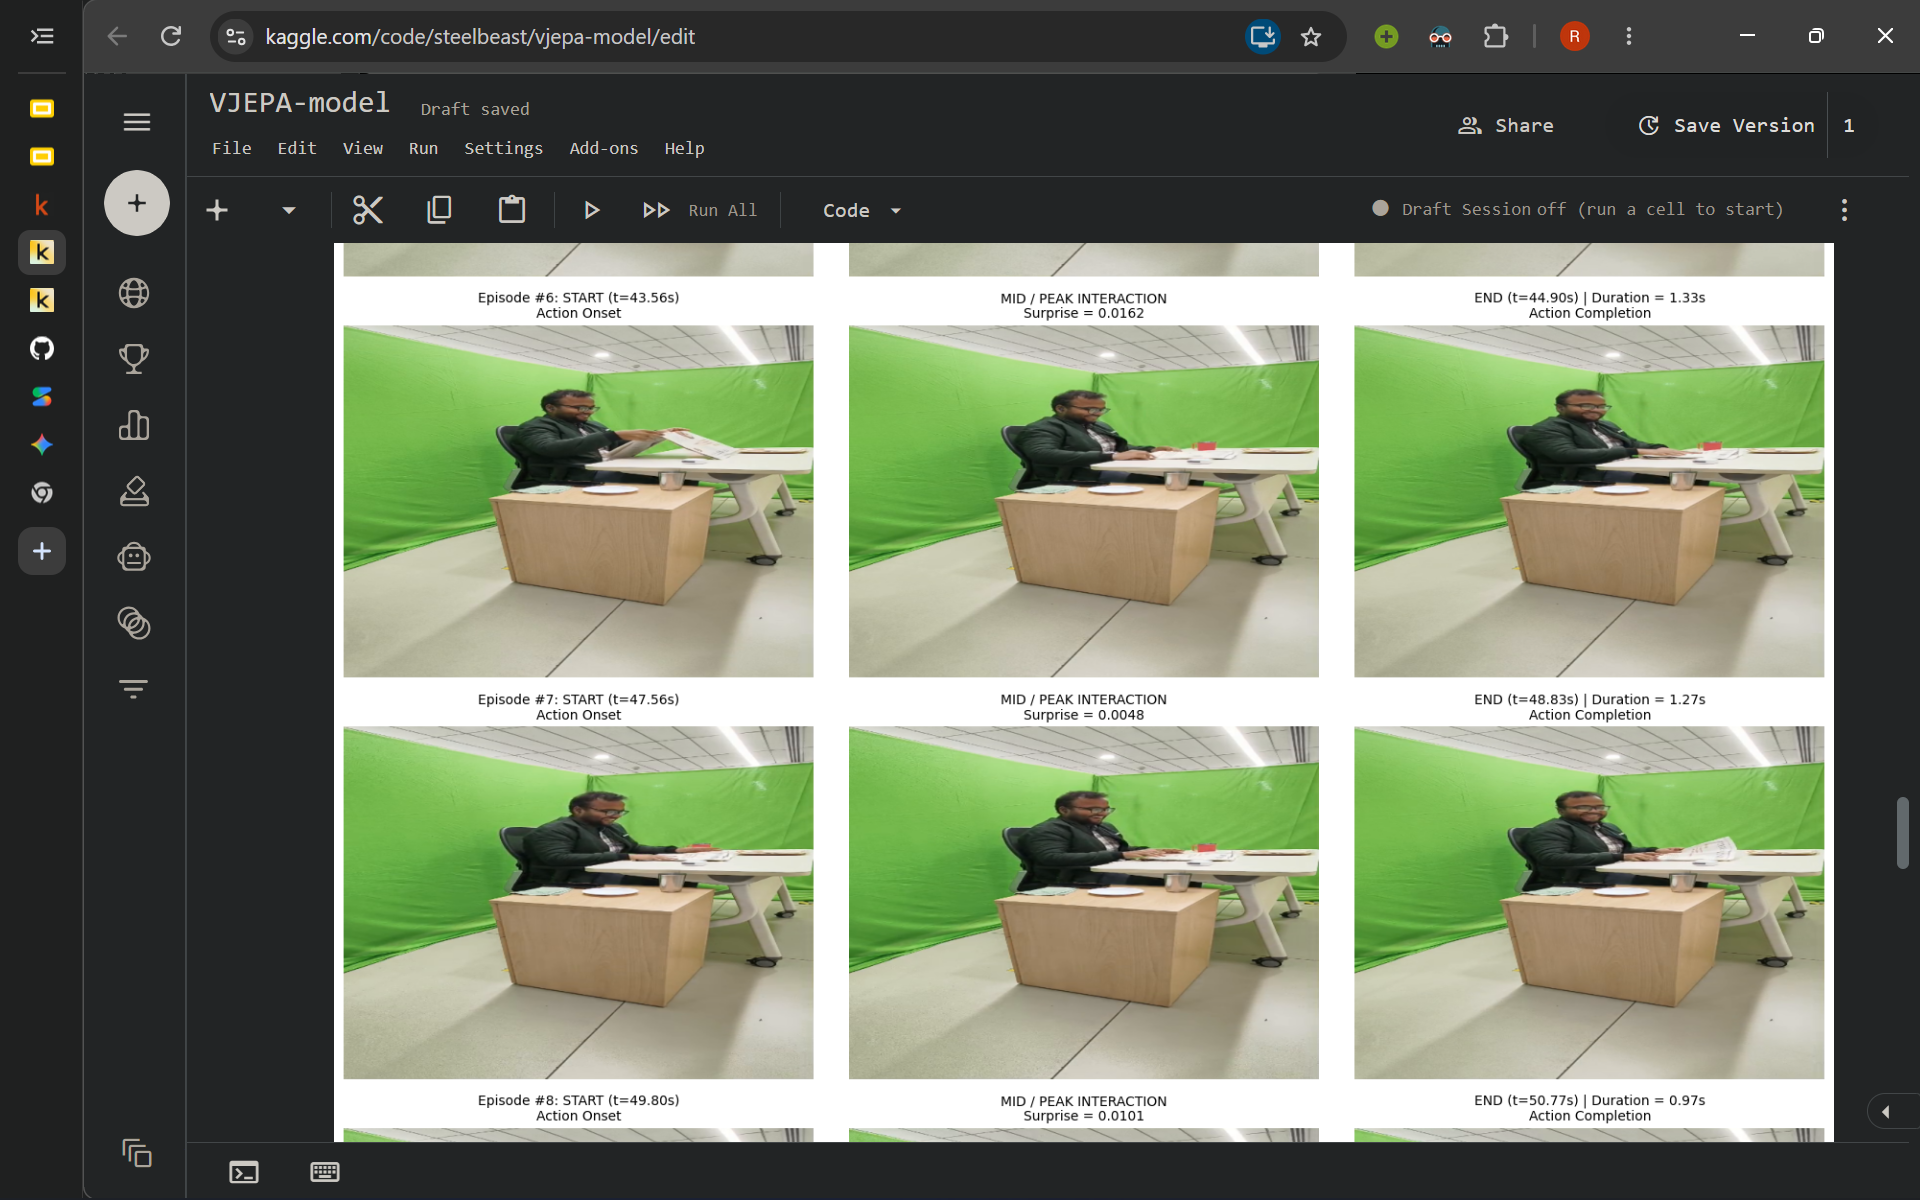 kaggle.com/code/steelbeast/vjepa-model/edit
R
VJEPA-model
Draft saved
File Edit View Run Settings Add-ons Help
Share
Save Version
1
Run All
Code
Draft Session off (run a cell to start)
k
k
k
Episode #6: START (t=43.56s)
Action Onset
MID / PEAK INTERACTION
Surprise = 0.0162
END (t=44.90s) | Duration = 1.33s
Action Completion
Episode #7: START (t=47.56s)
Action Onset
MID / PEAK INTERACTION
Surprise = 0.0048
END (t=48.83s) | Duration = 1.27s
Action Completion
Episode #8: START (t=49.80s)
Action Onset
MID / PEAK INTERACTION
Surprise = 0.0101
END (t=50.77s) | Duration = 0.97s
Action Completion